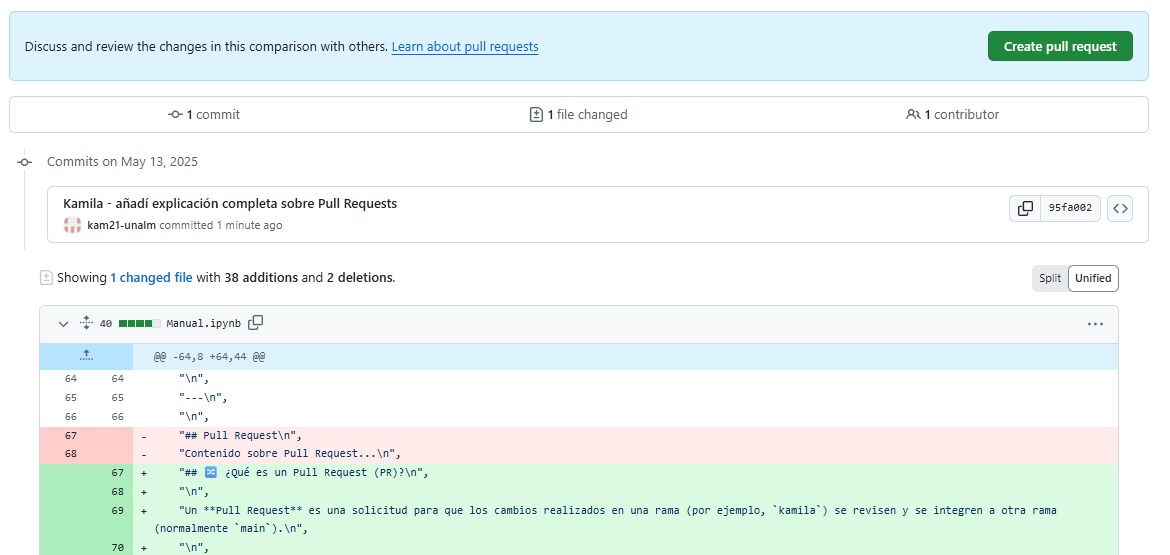 Discuss and review the changes in this comparison with others. Learn about pull requests
Create pull request
1 commit
1 file changed
1 contributor
Commits on May 13, 2025
Kamila - añadí explicación completa sobre Pull Requests
95fa002
kam21-unalm committed 1 minute ago
Showing 1 changed file with 38 additions and 2 deletions.
Split Unified
40 Manual.ipynb
@@ -64,8 +64,44 @@
64 64 "\n",
65 65 "---\n",
66 66 "\n",
67 - "## Pull Request\n",
68 - "Contenido sobre Pull Request...\n",
67 + "## 🔀 ¿Qué es un Pull Request (PR)?\n",
68 + "\n",
69 + "Un **Pull Request** es una solicitud para que los cambios realizados en una rama (por ejemplo, `kamila`) se revisen y se integren a otra rama
(normalmente `main`).\n",
70 + "\n",